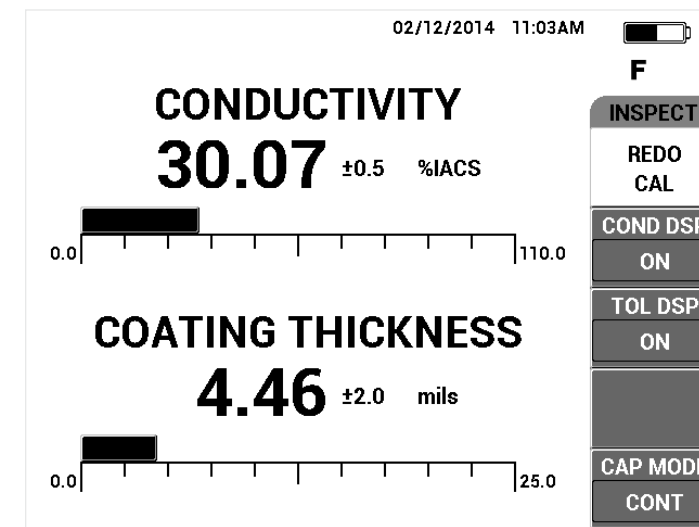 02/12/2014 11:03AM
F
CONDUCTIVITY
30.07 ±0.5 %IACS
0.0 110.0
COATING THICKNESS
4.46 ±2.0 mils
0.0 25.0
INSPECT
REDO
CAL
COND DSP
ON
TOL DSP
ON
CAP MODE
CONT